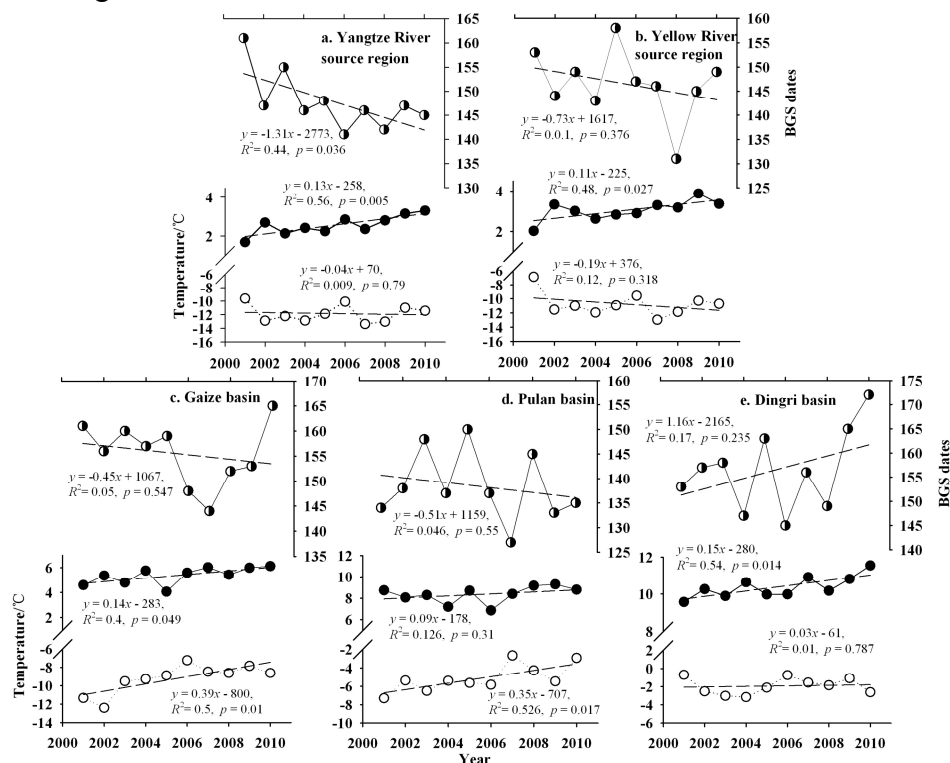 a. Yangtze River
source region
165
160
155
150
145
140
135
130
y = -1.31x - 2773,
R²= 0.44, p = 0.036
y = 0.13x - 258,
R²= 0.56, p = 0.005
y = -0.04x + 70,
R²= 0.009, p = 0.79
4
2
-6
-8
-10
-12
-14
-16
Temperature/℃
2000 2002 2004 2006 2008 2010
b. Yellow River
source region
160
155
150
145
140
135
130
125
BGS dates
y = -0.73x + 1617,
R²= 0.0.1, p = 0.376
y = 0.11x - 225,
R²= 0.48, p = 0.027
y = -0.19x + 376,
R²= 0.12, p = 0.318
4
2
-6
-8
-10
-12
-14
-16
2000 2002 2004 2006 2008 2010
c. Gaize basin
170
165
160
155
150
145
140
135
y = -0.45x + 1067,
R²= 0.05, p = 0.547
y = 0.14x - 283,
R²= 0.4, p = 0.049
y = 0.39x - 800,
R²= 0.5, p = 0.01
6
4
2
-6
-8
-10
-12
-14
Temperature/℃
2000 2002 2004 2006 2008 2010
d. Pulan basin
160
155
150
145
140
135
130
125
y = -0.51x + 1159,
R²= 0.046, p = 0.55
y = 0.09x - 178,
R²= 0.126, p = 0.31
y = 0.35x - 707,
R²= 0.526, p = 0.017
12
10
8
6
-2
-4
-6
-8
-10
2000 2002 2004 2006 2008 2010
Year
e. Dingri basin
175
170
165
160
155
150
145
140
BGS dates
y = 1.16x - 2165,
R²= 0.17, p = 0.235
y = 0.15x - 280,
R²= 0.54, p = 0.014
y = 0.03x - 61,
R²= 0.01, p = 0.787
12
10
8
0
-2
-4
-6
2000 2002 2004 2006 2008 2010